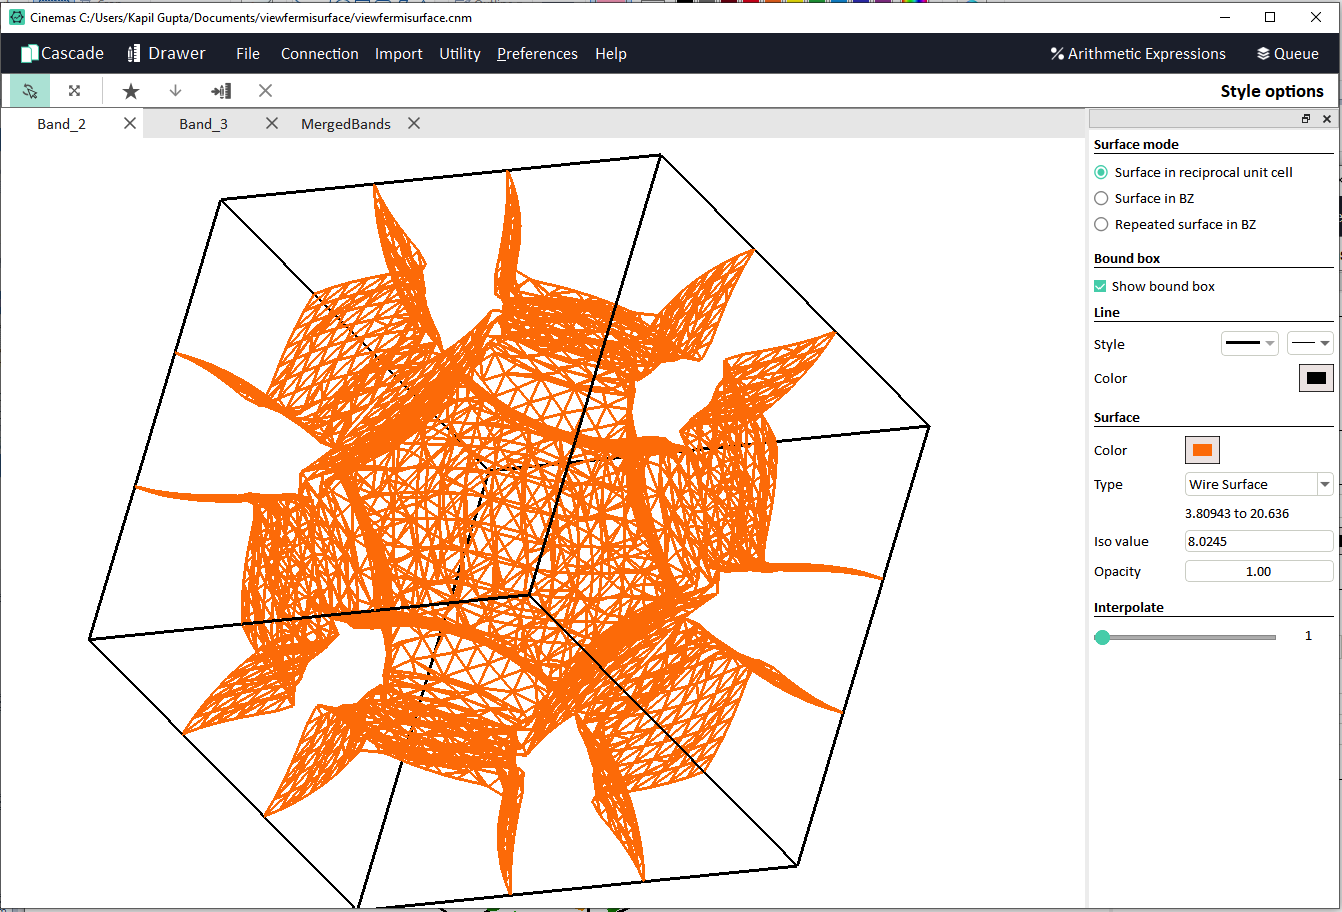 Cinemas C:/Users/Kapil Gupta/Documents/viewfermisurface/viewfermisurface.cnm
Cascade Drawer File Connection Import Utility Preferences Help Arithmetic Expressions Queue
Style options
Band_2 Band_3 MergedBands
Surface mode
Surface in reciprocal unit cell
Surface in BZ
Repeated surface in BZ
Bound box
Show bound box
Line
Style
Color
Surface
Color
Type Wire Surface
3.80943 to 20.636
Iso value 8.0245
Opacity 1.00
Interpolate
1